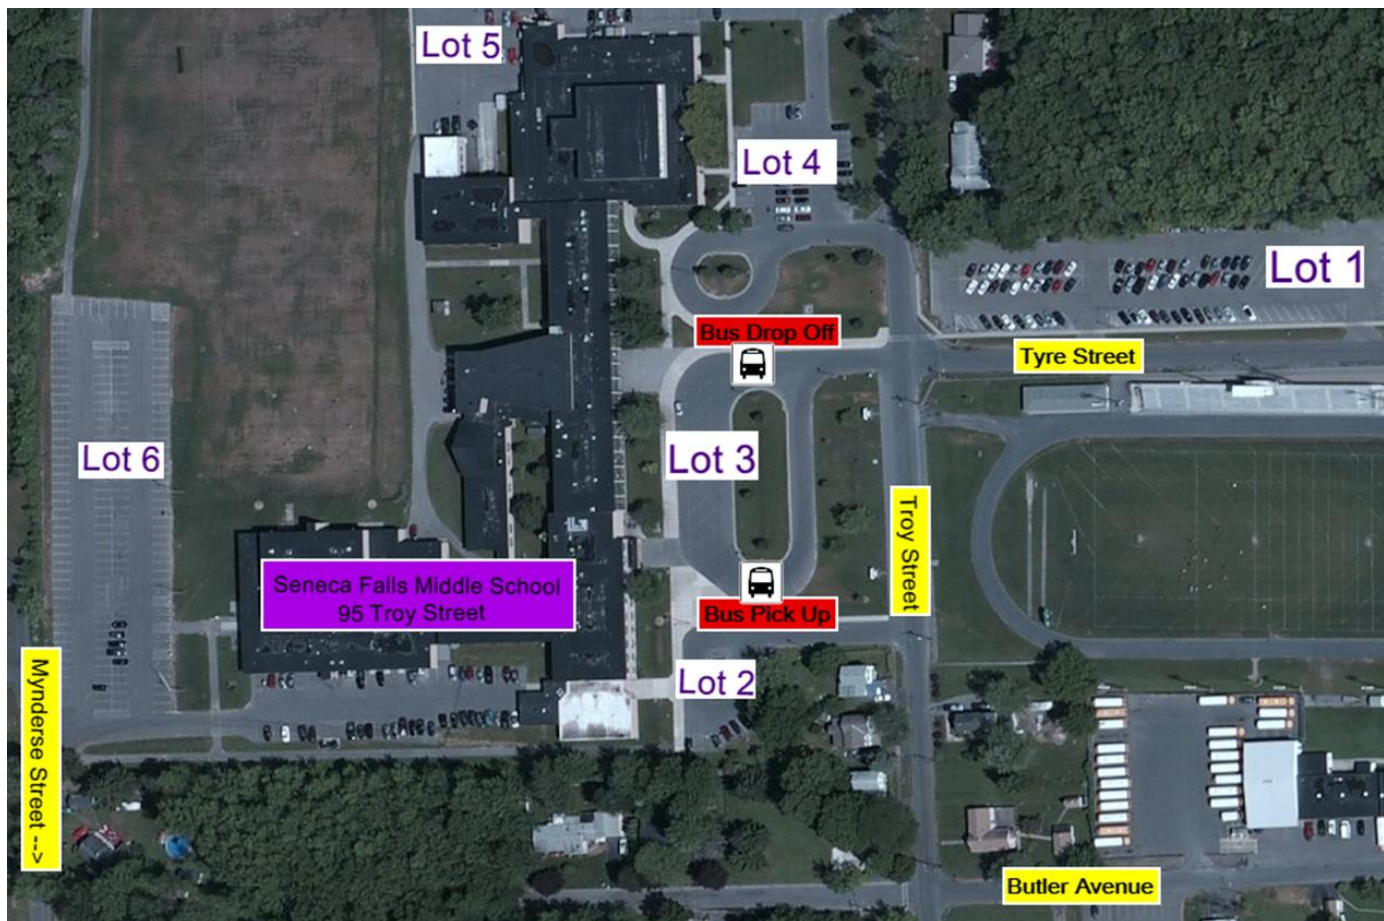 Lot 5
Lot 4
Lot 1
Bus Drop Off
Tyre Street
Lot 6
Lot 3
Troy Street
Seneca Falls Middle School
95 Troy Street
Bus Pick Up
Lot 2
Mynderse Street -->
Butler Avenue